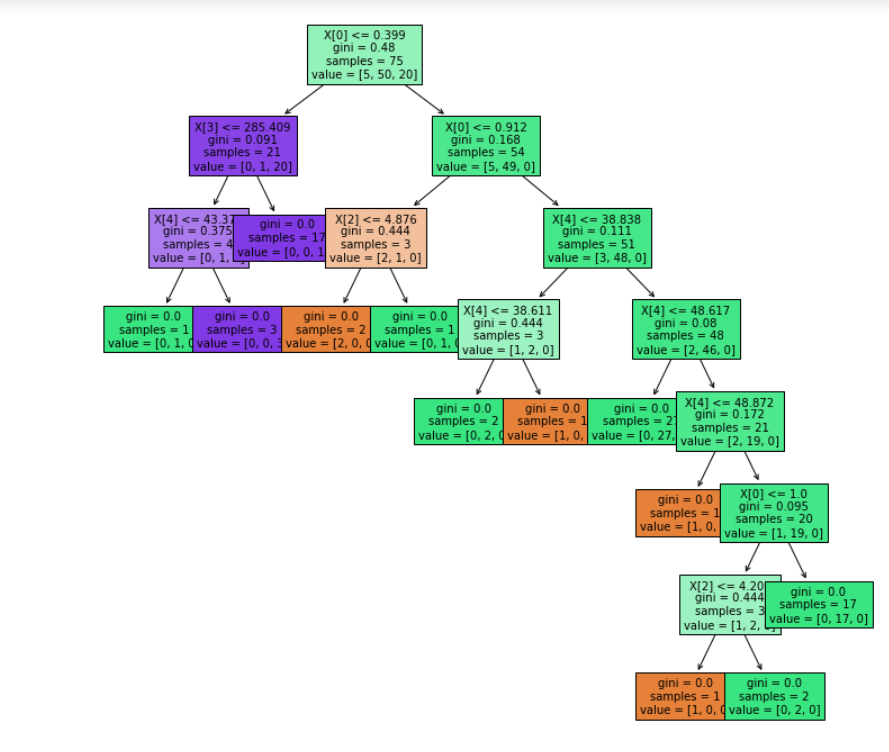 X[0] <= 0.399
gini = 0.48
samples = 75
value = [5, 50, 20]
X[3] <= 285.409
gini = 0.091
samples = 21
value = [0, 1, 20]
X[0] <= 0.912
gini = 0.168
samples = 54
value = [5, 49, 0]
X[4] <= 43.37
gini = 0.375
samples = 4
value = [0, 1,
gini = 0.0
samples = 17
value = [0, 0, 1
X[2] <= 4.876
gini = 0.444
samples = 3
value = [2, 1, 0]
X[4] <= 38.838
gini = 0.111
samples = 51
value = [3, 48, 0]
gini = 0.0
samples = 1
value = [0, 1, 0
gini = 0.0
samples = 3
value = [0, 0, 3
gini = 0.0
samples = 2
value = [2, 0, 0
gini = 0.0
samples = 1
value = [0, 1, 0
X[4] <= 38.611
gini = 0.444
samples = 3
value = [1, 2, 0]
X[4] <= 48.617
gini = 0.08
samples = 48
value = [2, 46, 0]
gini = 0.0
samples = 2
value = [0, 2, 0
gini = 0.0
samples = 1
value = [1, 0,
gini = 0.0
samples = 27
value = [0, 27,
X[4] <= 48.872
gini = 0.172
samples = 21
value = [2, 19, 0]
gini = 0.0
samples = 1
value = [1, 0,
X[0] <= 1.0
gini = 0.095
samples = 20
value = [1, 19, 0]
X[2] <= 4.20
gini = 0.444
samples = 3
value = [1, 2,
gini = 0.0
samples = 17
value = [0, 17, 0]
gini = 0.0
samples = 1
value = [1, 0, 0
gini = 0.0
samples = 2
value = [0, 2, 0]